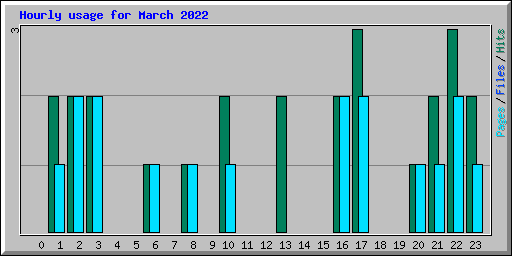 Hourly usage for March 2022
3
Pages/Files/Hits
0 1 2 3 4 5 6 7 8 9 10 11 12 13 14 15 16 17 18 19 20 21 22 23